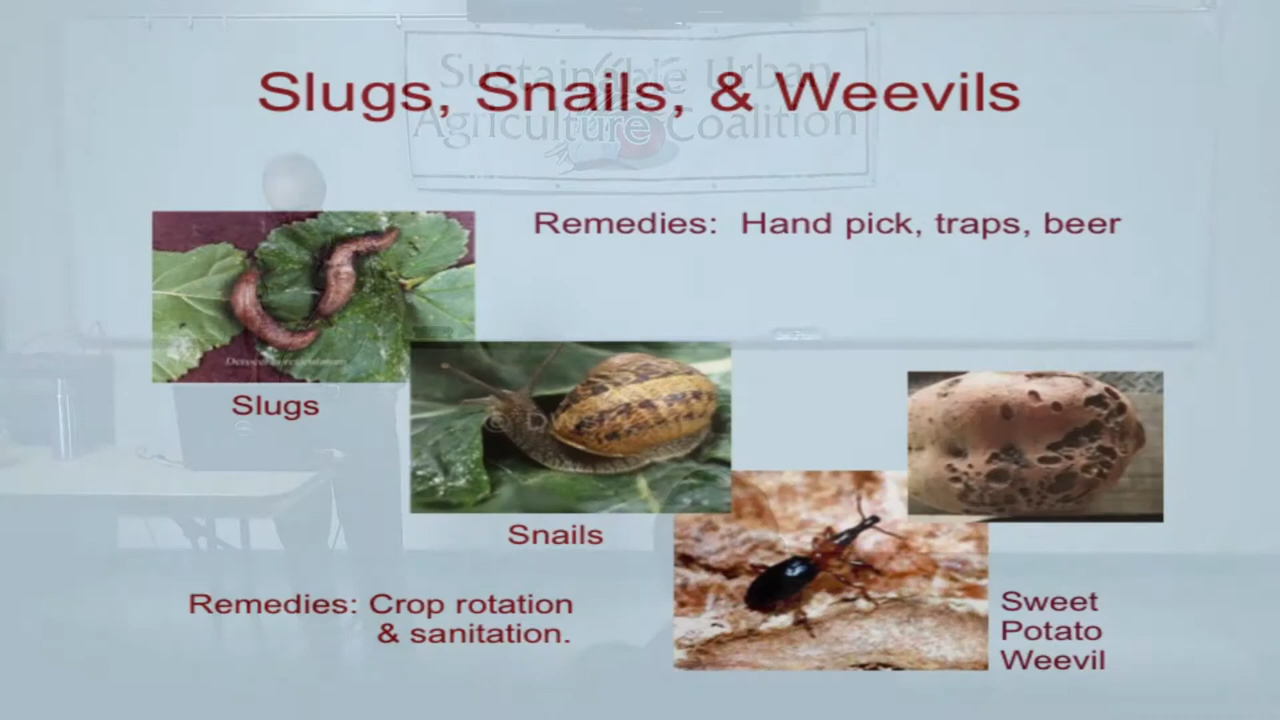 Sustainable Urban
Agriculture Coalition
Slugs, Snails, & Weevils
Remedies: Hand pick, traps, beer
Slugs
Snails
Remedies: Crop rotation
& sanitation.
Sweet
Potato
Weevil